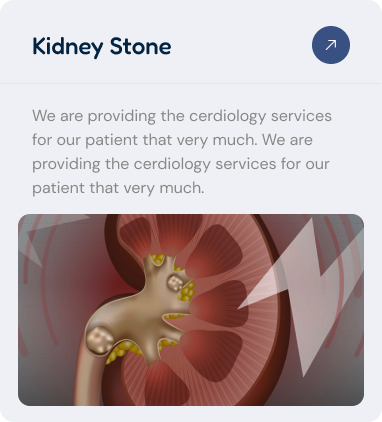 Kidney Stone
We are providing the cerdiology services
for our patient that very much. We are
providing the cerdiology services for our
patient that very much.